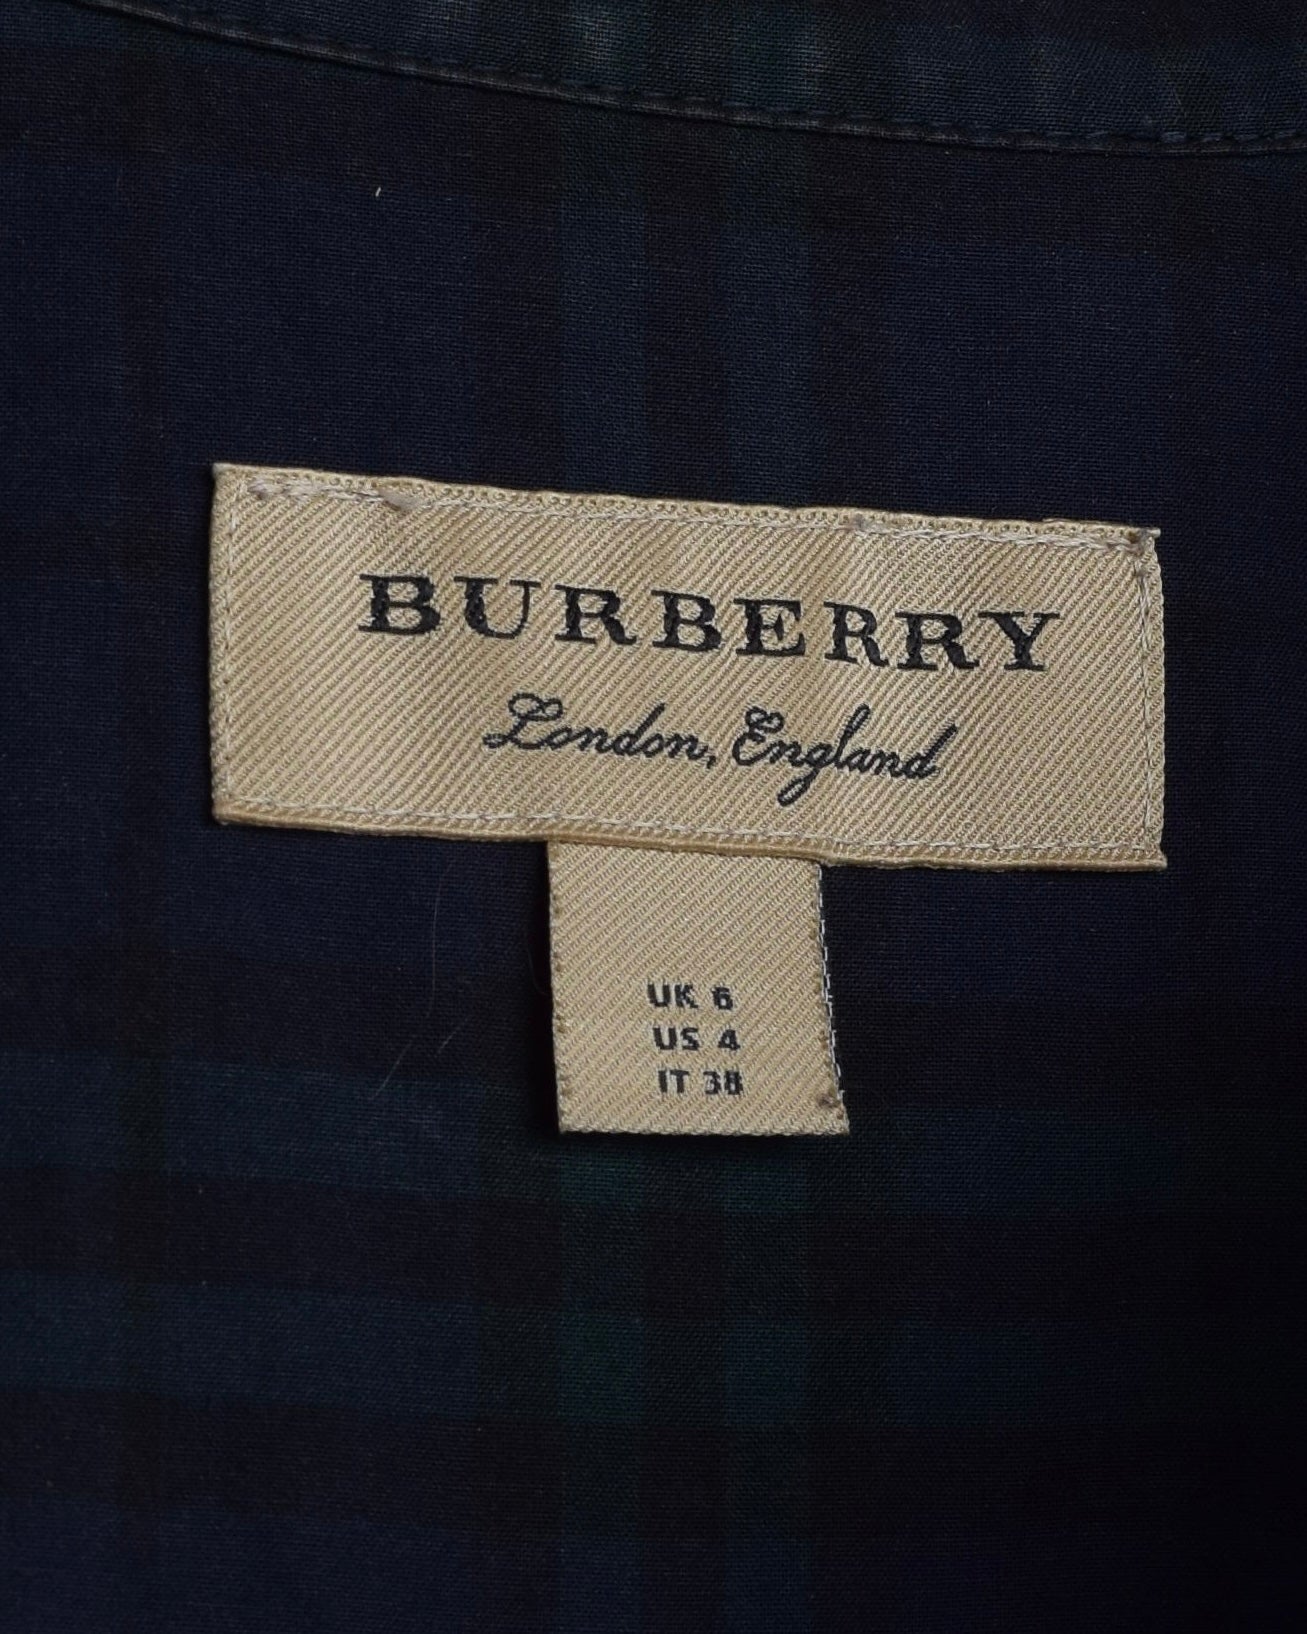 BURBERRY
London, England
UK 6
US 4
IT 38